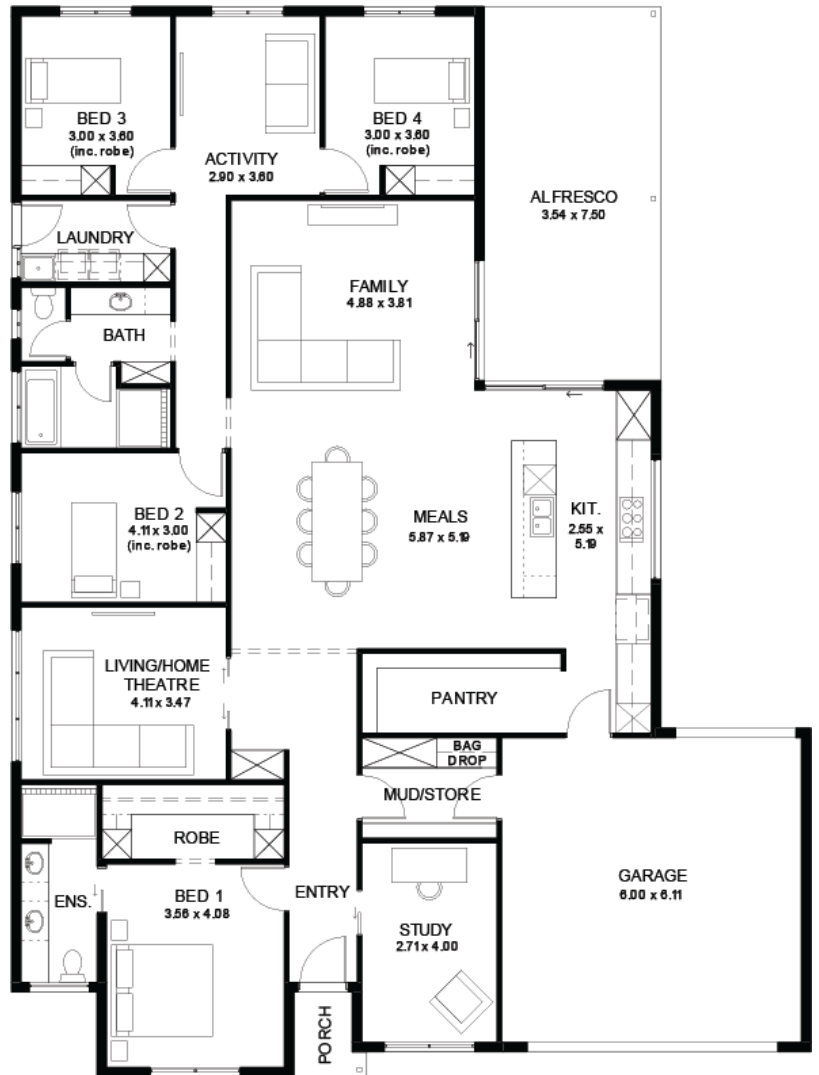 BED 3
3.00 x 3.60
(inc. robe)
ACTIVITY
2.90 x 3.60
BED 4
3.00 x 3.60
(inc. robe)
ALFRESCO
3.54 x 7.50
LAUNDRY
FAMILY
4.88 x 3.81
BATH
BED 2
4.11 x 3.00
(inc. robe)
MEALS
5.87 x 5.19
KIT.
2.55 x
5.19
LIVING/HOME
THEATRE
4.11 x 3.47
PANTRY
BAG
DROP
MUD/STORE
ROBE
ENS.
BED 1
3.56 x 4.08
ENTRY
STUDY
2.71 x 4.00
GARAGE
6.00 x 6.11
PORCH